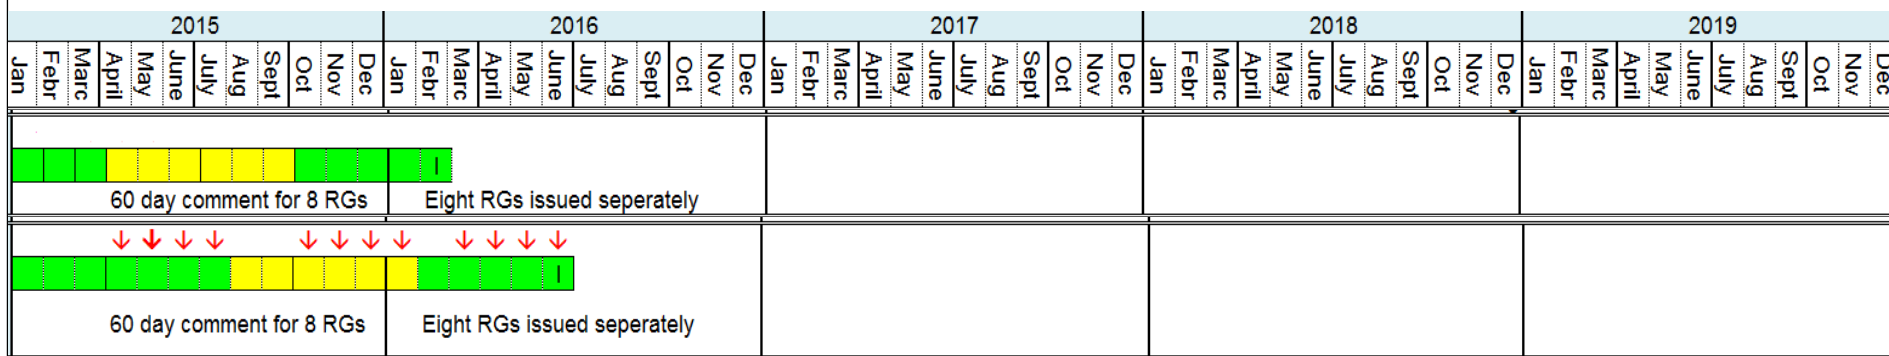 2015 2016 2017 2018 2019
Jan Febr Marc April May June July Aug Sept Oct Nov Dec Jan Febr Marc April May June July Aug Sept Oct Nov Dec Jan Febr Marc April May June July Aug Sept Oct Nov Dec Jan Febr Marc April May June July Aug Sept Oct Nov Dec Jan Febr Marc April May June July Aug Sept Oct Nov Dec
60 day comment for 8 RGs Eight RGs issued seperately
60 day comment for 8 RGs Eight RGs issued seperately